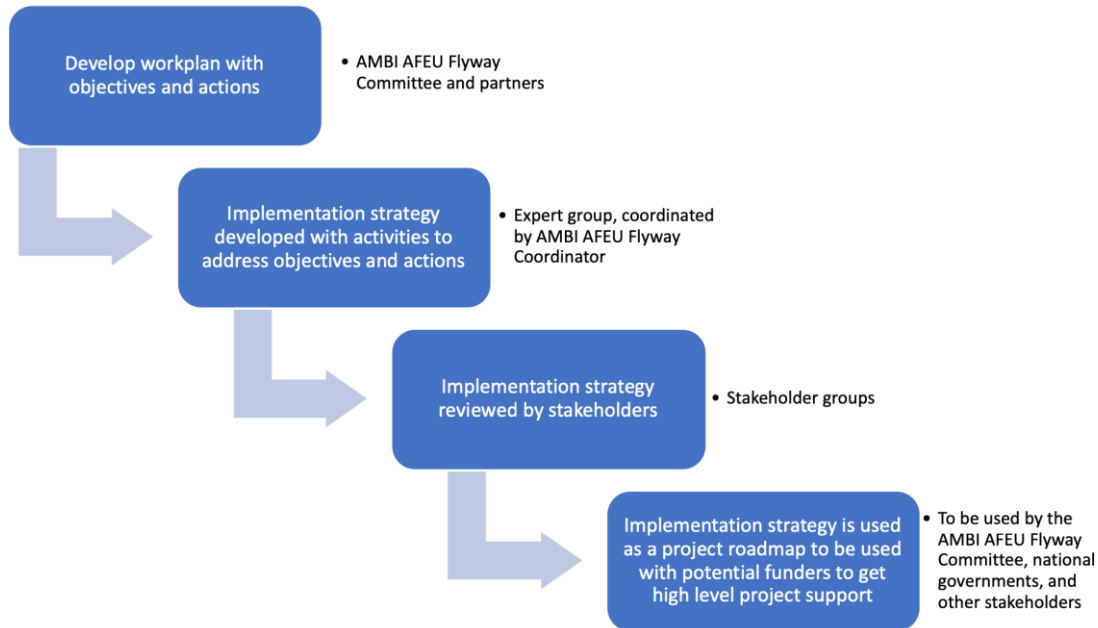 Develop workplan with
objectives and actions
• AMBI AFEU Flyway
Committee and partners
Implementation strategy
developed with activities to
address objectives and actions
• Expert group, coordinated
by AMBI AFEU Flyway
Coordinator
Implementation strategy
reviewed by stakeholders
• Stakeholder groups
Implementation strategy is used
as a project roadmap to be used
with potential funders to get
high level project support
• To be used by the
AMBI AFEU Flyway
Committee, national
governments, and
other stakeholders